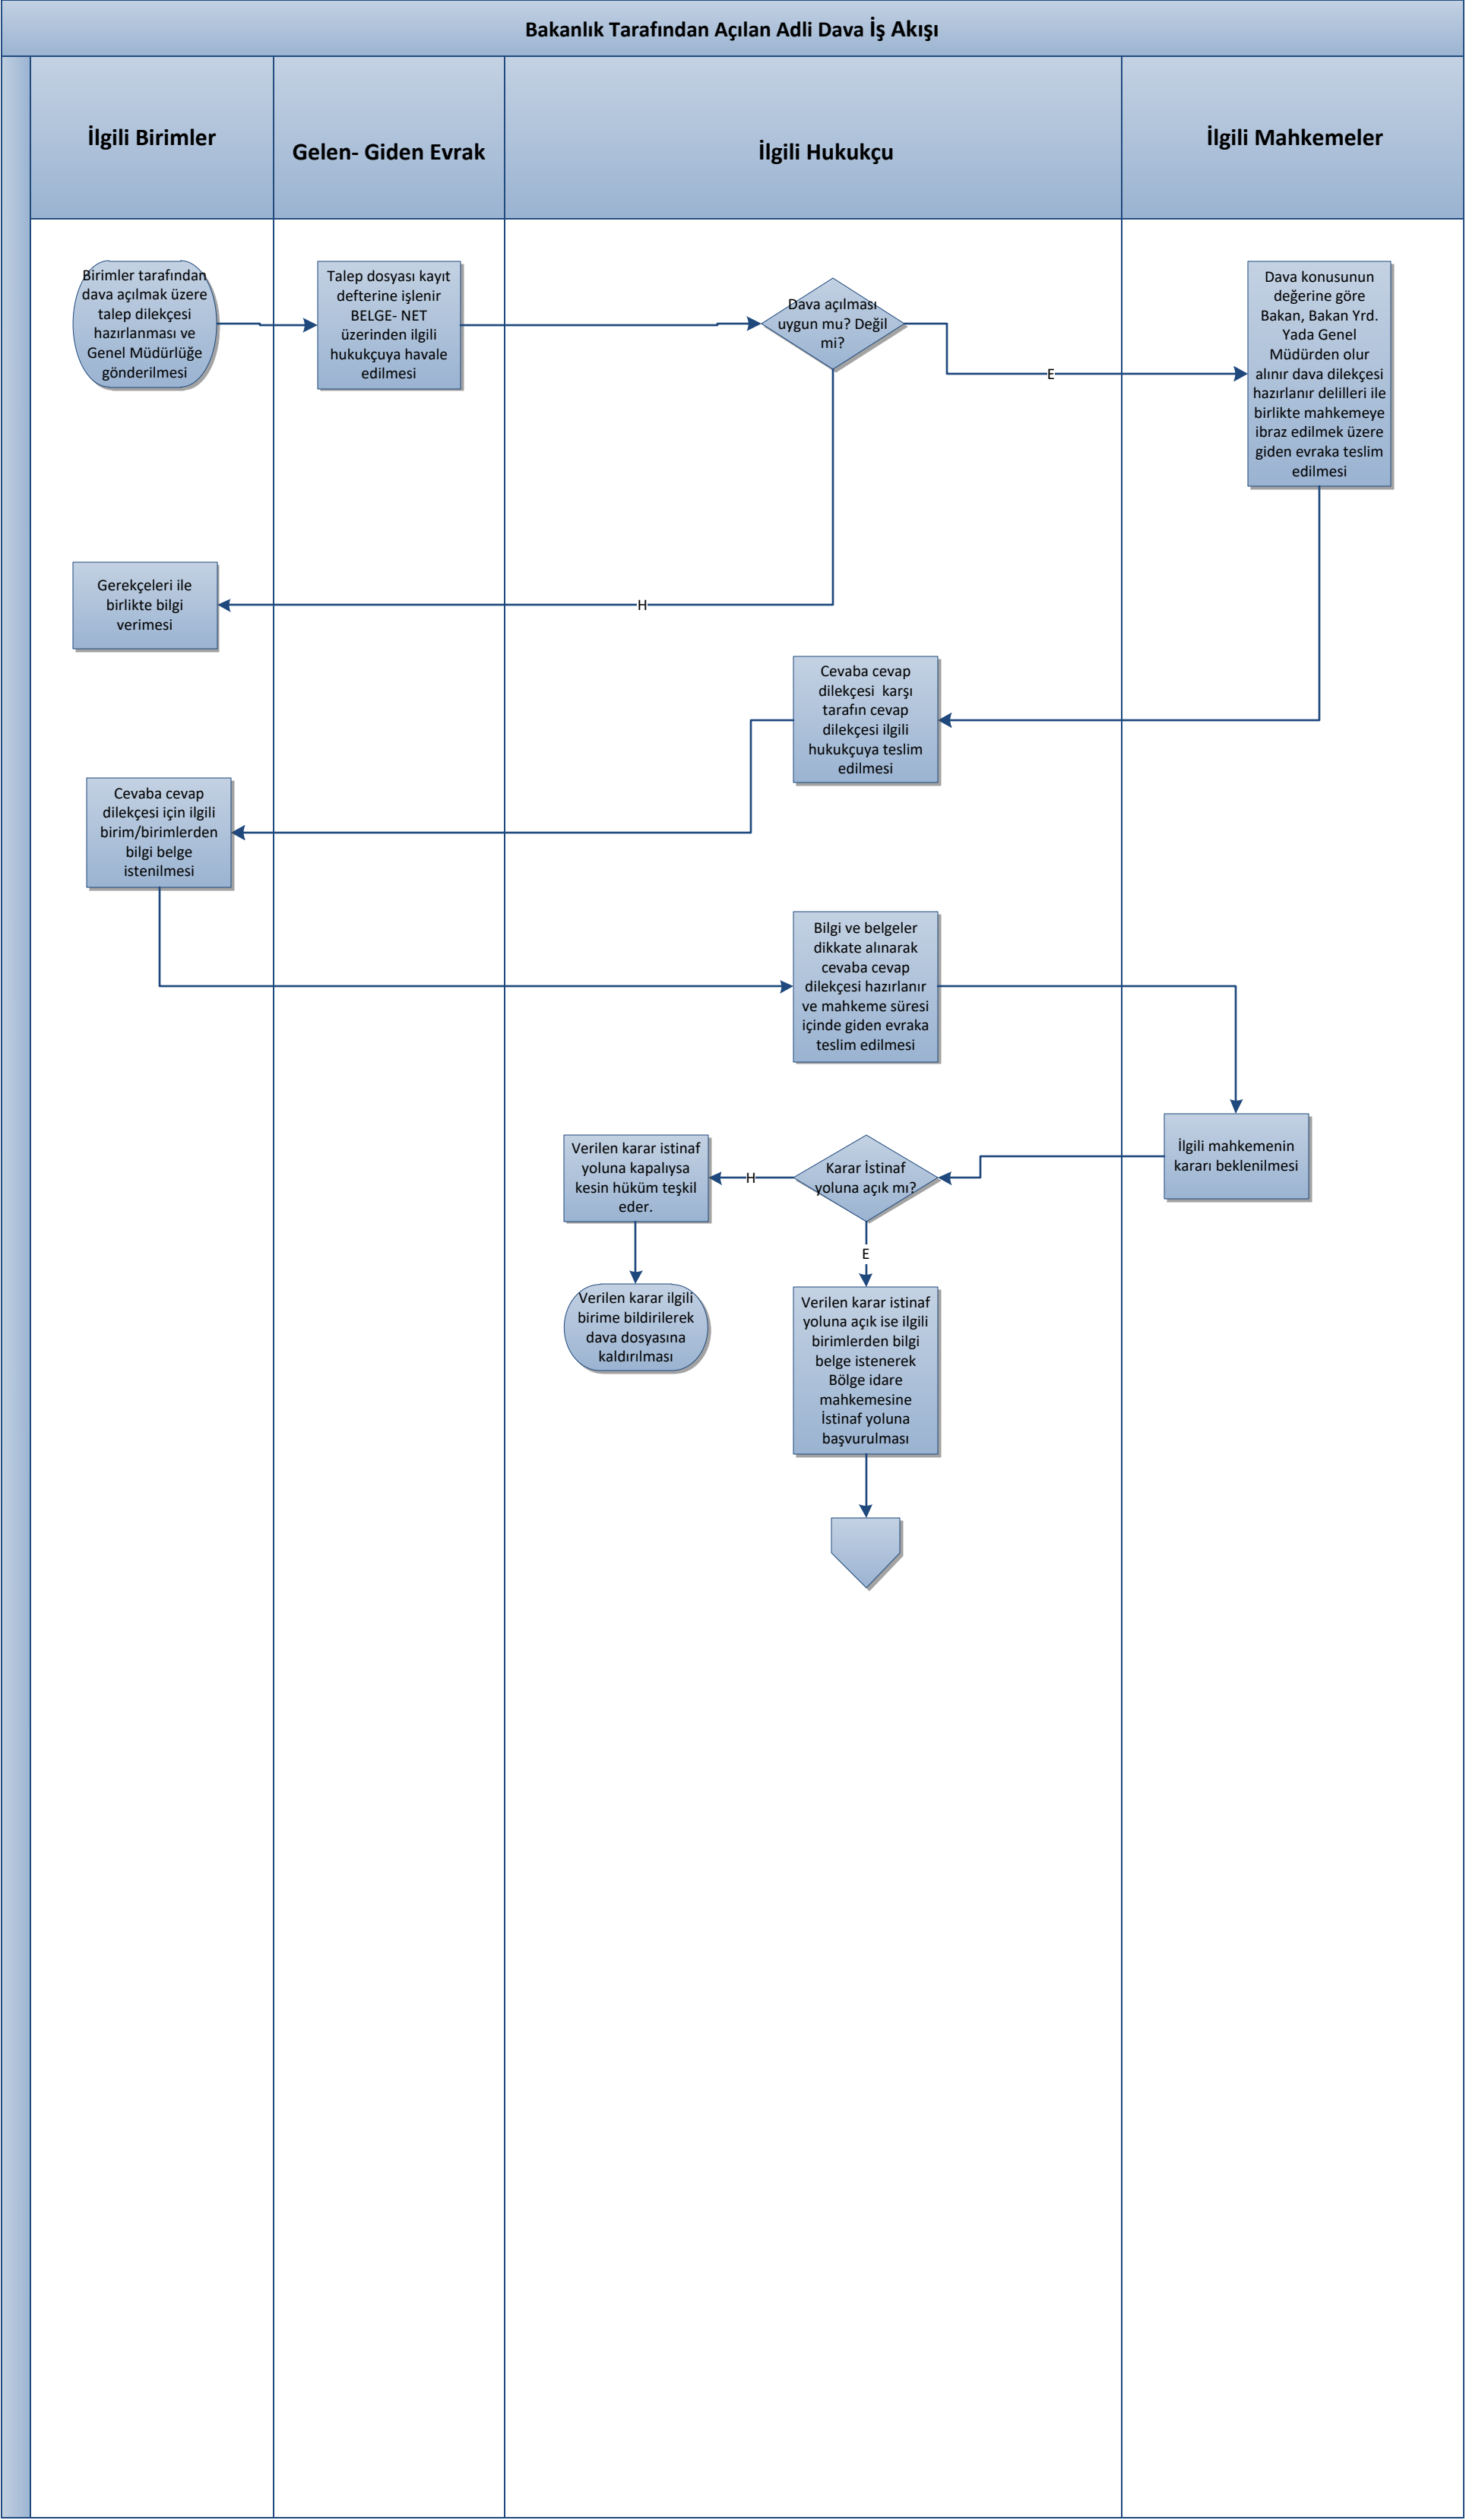 Bakanlık Tarafından Açılan Adli Dava İş Akışı
İlgili Birimler
Gelen- Giden Evrak
İlgili Hukukçu
İlgili Mahkemeler
Birimler tarafından
dava açılmak üzere
talep dilekçesi
hazırlanması ve
Genel Müdürlüğe
gönderilmesi
Talep dosyası kayıt
defterine işlenir
BELGE- NET
üzerinden ilgili
hukukçuya havale
edilmesi
Dava açılması
uygun mu? Değil
mi?
E
Dava konusunun
değerine göre
Bakan, Bakan Yrd.
Yada Genel
Müdürden olur
alınır dava dilekçesi
hazırlanır delilleri ile
birlikte mahkemeye
ibraz edilmek üzere
giden evraka teslim
edilmesi
Gerekçeleri ile
birlikte bilgi
verimesi
H
Cevaba cevap
dilekçesi  karşı
tarafın cevap
dilekçesi ilgili
hukukçuya teslim
edilmesi
Cevaba cevap
dilekçesi için ilgili
birim/birimlerden
bilgi belge
istenilmesi
Bilgi ve belgeler
dikkate alınarak
cevaba cevap
dilekçesi hazırlanır
ve mahkeme süresi
içinde giden evraka
teslim edilmesi
İlgili mahkemenin
kararı beklenilmesi
Karar İstinaf
yoluna açık mı?
H
Verilen karar istinaf
yoluna kapalıysa
kesin hüküm teşkil
eder.
E
Verilen karar ilgili
birime bildirilerek
dava dosyasına
kaldırılması
Verilen karar istinaf
yoluna açık ise ilgili
birimlerden bilgi
belge istenerek
Bölge idare
mahkemesine
İstinaf yoluna
başvurulması